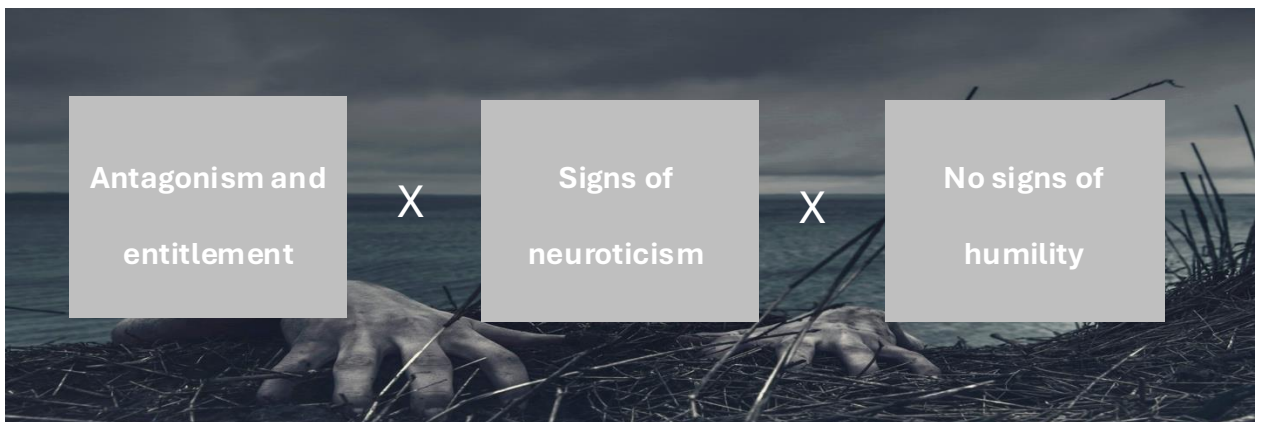 Antagonism and
entitlement
X
Signs of
neuroticism
X
No signs of
humility